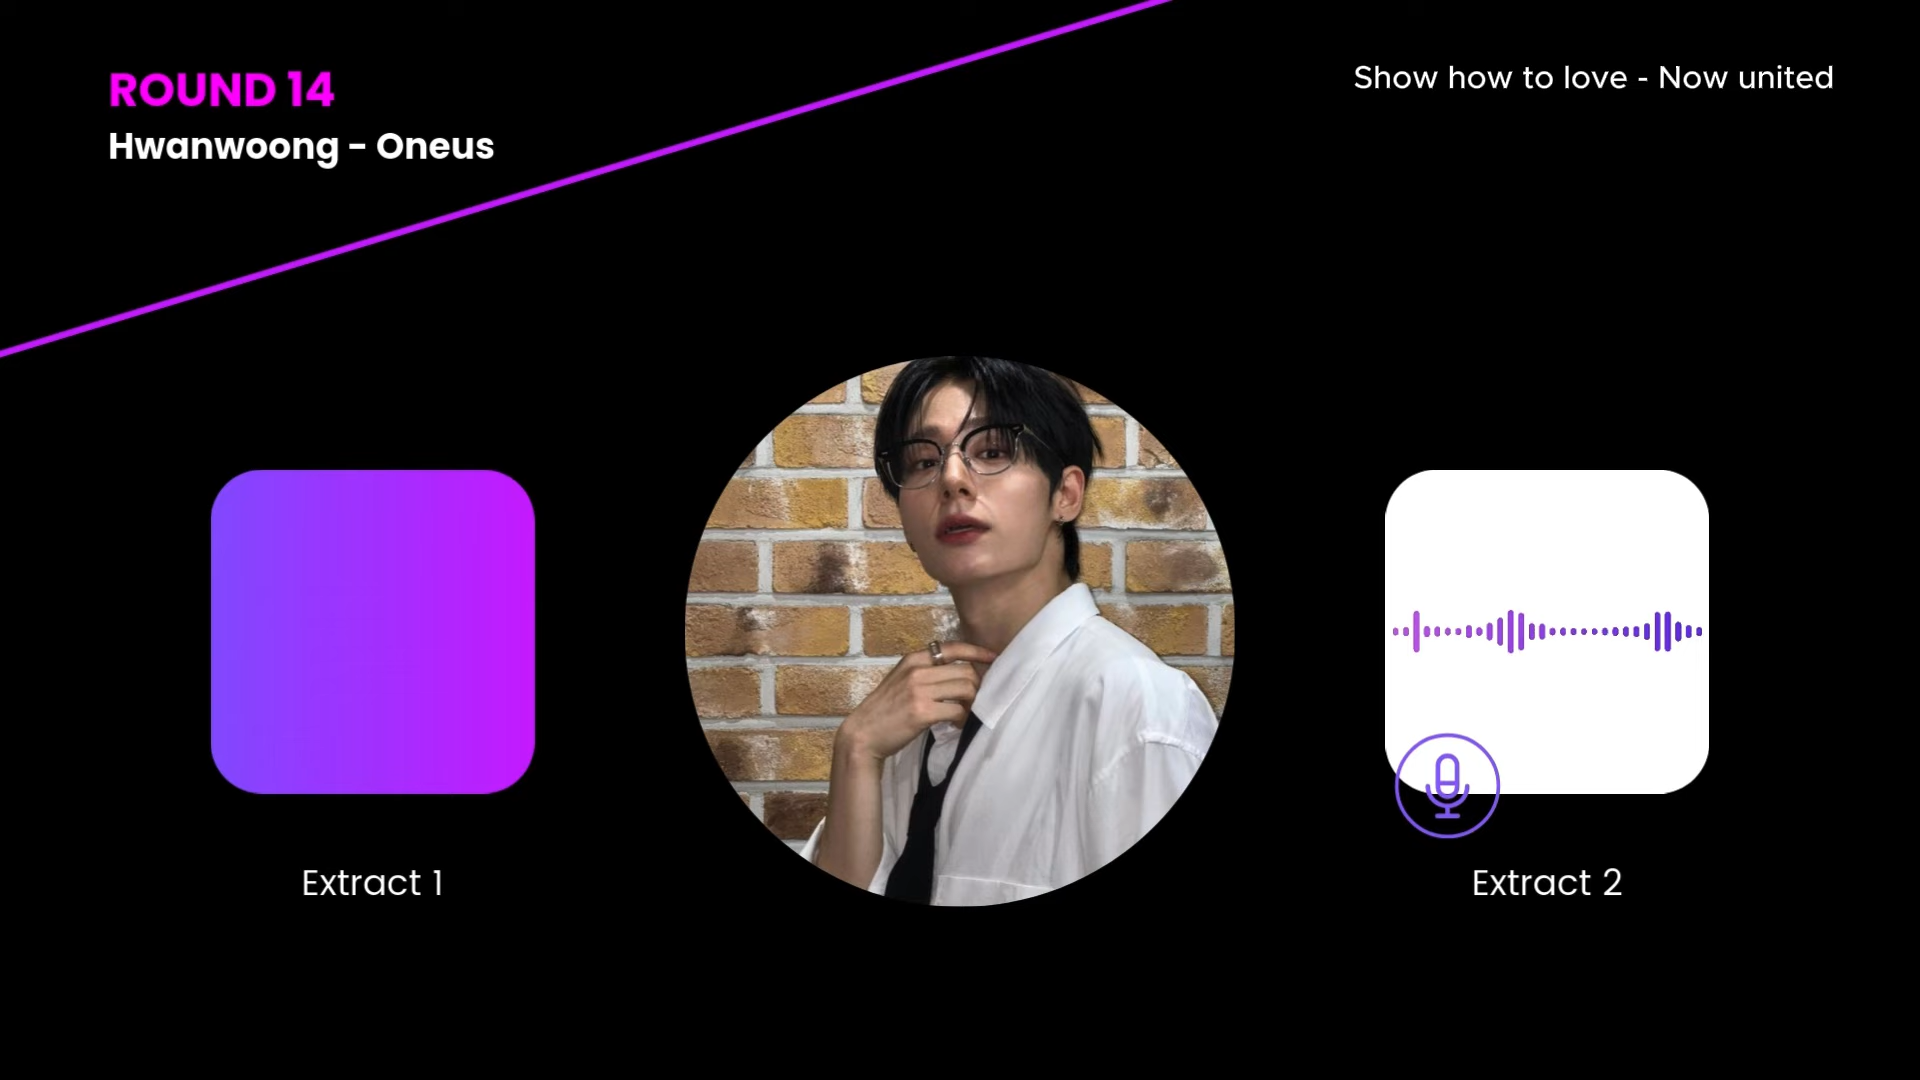 ROUND 14
Hwanwoong - Oneus
Show how to love - Now united
Extract 1
Extract 2